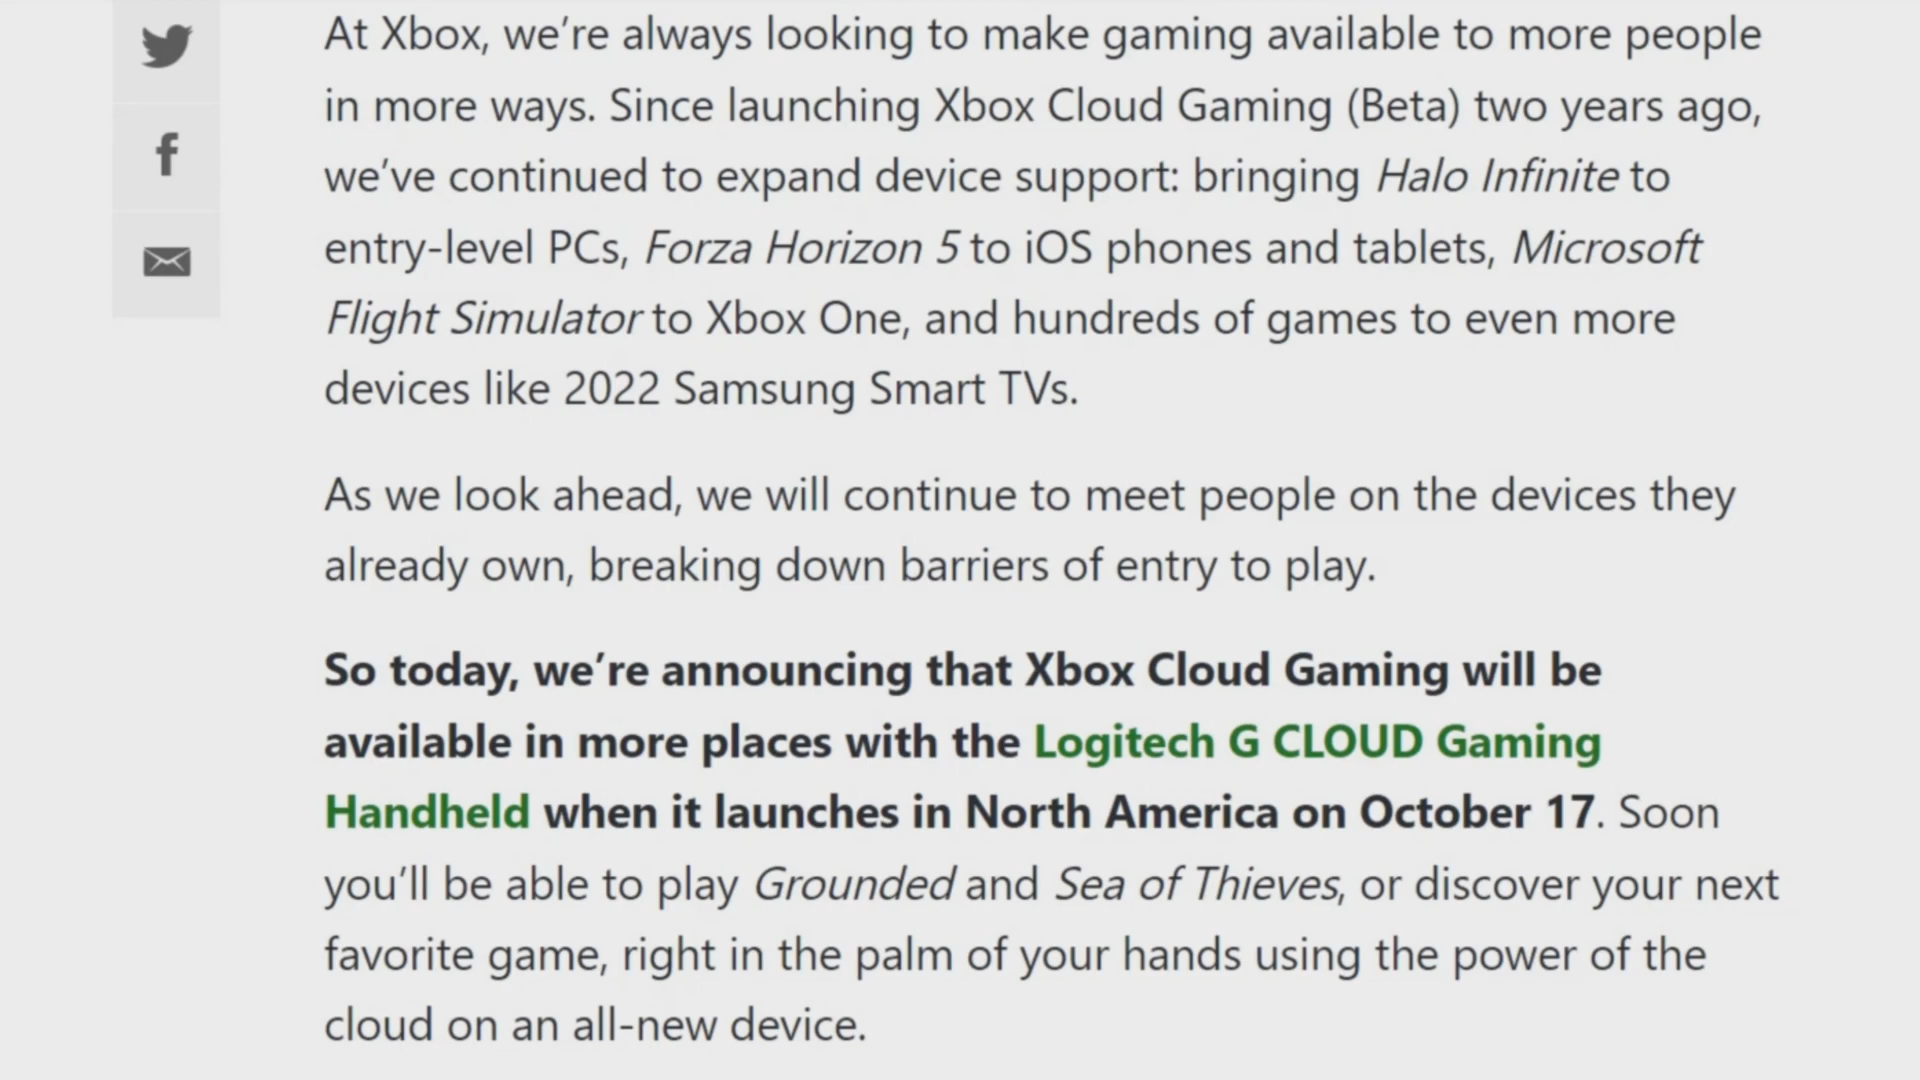 At Xbox, we’re always looking to make gaming available to more people
in more ways. Since launching Xbox Cloud Gaming (Beta) two years ago,
we’ve continued to expand device support: bringing Halo Infinite to
entry-level PCs, Forza Horizon 5 to iOS phones and tablets, Microsoft
Flight Simulator to Xbox One, and hundreds of games to even more
devices like 2022 Samsung Smart TVs.
As we look ahead, we will continue to meet people on the devices they
already own, breaking down barriers of entry to play.
So today, we’re announcing that Xbox Cloud Gaming will be
available in more places with the Logitech G CLOUD Gaming
Handheld when it launches in North America on October 17. Soon
you’ll be able to play Grounded and Sea of Thieves, or discover your next
favorite game, right in the palm of your hands using the power of the
cloud on an all-new device.